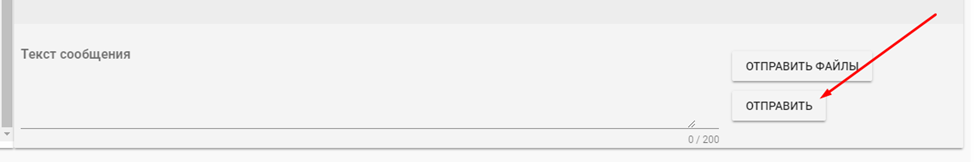 Текст сообщения
ОТПРАВИТЬ ФАЙЛЫ
ОТПРАВИТЬ
0 / 200